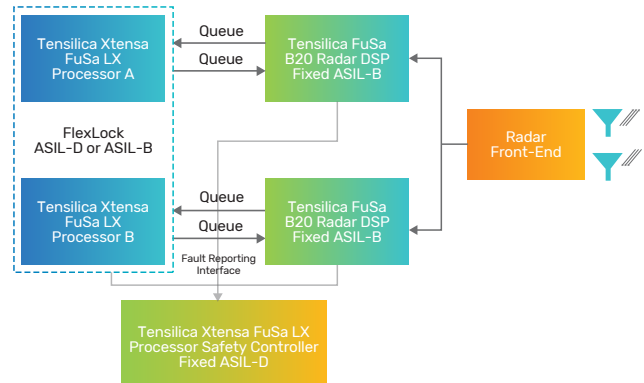 Tensilica Xtensa
FuSa LX
Processor A
Queue
Queue
Tensilica FuSa
B20 Radar DSP
Fixed ASIL-B
FlexLock
ASIL-D or ASIL-B
Radar
Front-End
Tensilica Xtensa
FuSa LX
Processor B
Queue
Queue
Tensilica FuSa
B20 Radar DSP
Fixed ASIL-B
Fault Reporting
Interface
Tensilica Xtensa FuSa LX
Processor Safety Controller
Fixed ASIL-D